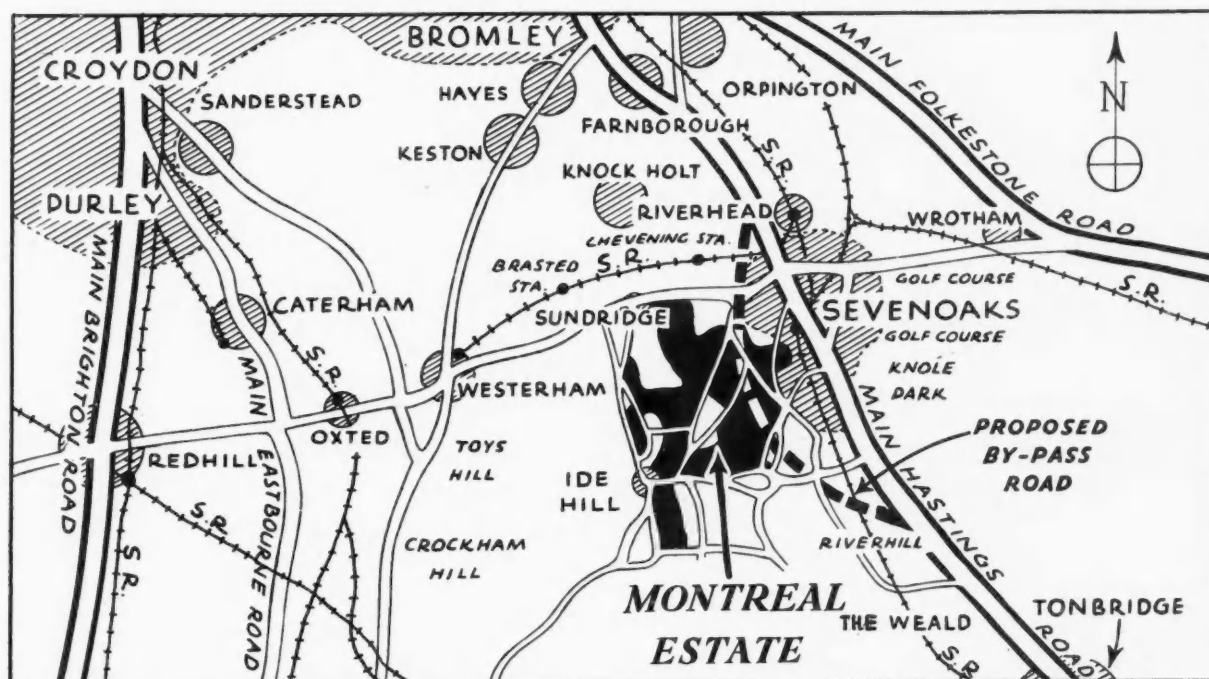 BROMLEY
CROYDON
SANDERSTEAD
HAYES
KESTON
FARNBOROUGH
ORPINGTON
MAIN FOLKESTONE ROAD
N
S.R.
KNOCK HOLT
DURLEY
RIVERHEAD
WROTHAM
CHEVENING STA.
S.R.
BRASTED
STA.
GOLF COURSE
S.R.
CATERHAM
SUNDRIDGE
SEVENOAKS
GOLF COURSE
MAIN BRIGHTON ROAD
S.R.
WESTERHAM
KNOLE
DARK
MAIN EASTBOURNE ROAD
OXTED
REDHILL
TOYS
HILL
IDE
HILL
PROPOSED
BY-PASS
ROAD
MAIN HASTINGS ROAD
S.R.
S.R.
CROCKHAM
HILL
RIVERHILL
MONTREAL
ESTATE
THE WEALD
TONBRIDGE
S.R.